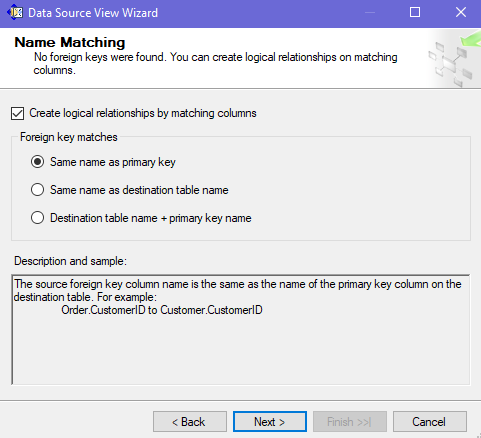 Data Source View Wizard
Name Matching
No foreign keys were found. You can create logical relationships on matching
columns.
Create logical relationships by matching columns
Foreign key matches
Same name as primary key
Same name as destination table name
Destination table name + primary key name
Description and sample:
The source foreign key column name is the same as the name of the primary key column on the
destination table. For example:
Order.CustomerID to Customer.CustomerID
< Back
Next >
Finish >>|
Cancel